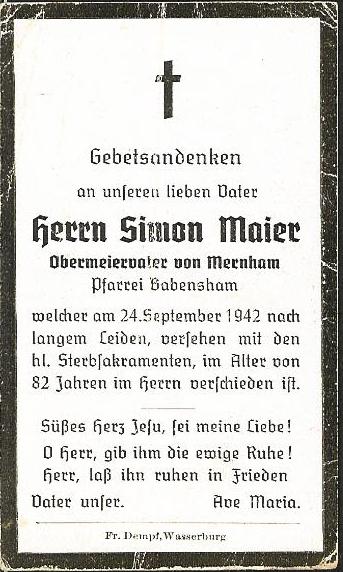 Gebetsandenken
an unseren lieben Vater
Herrn Simon Maier
Obermeiervater von Mernham
Pfarrei Babensham
welcher am 24. September 1942 nach
langem Leiden, versehen mit den
hl. Sterbsakramenten, im Alter von
82 Jahren im Herrn verschieden ist.
Süßes Herz Jesu, sei meine Liebe!
O Herr, gib ihm die ewige Ruhe!
Herr, laß ihn ruhen in Frieden
Vater unser. Ave Maria.
Fr. Dempf, Wasserburg